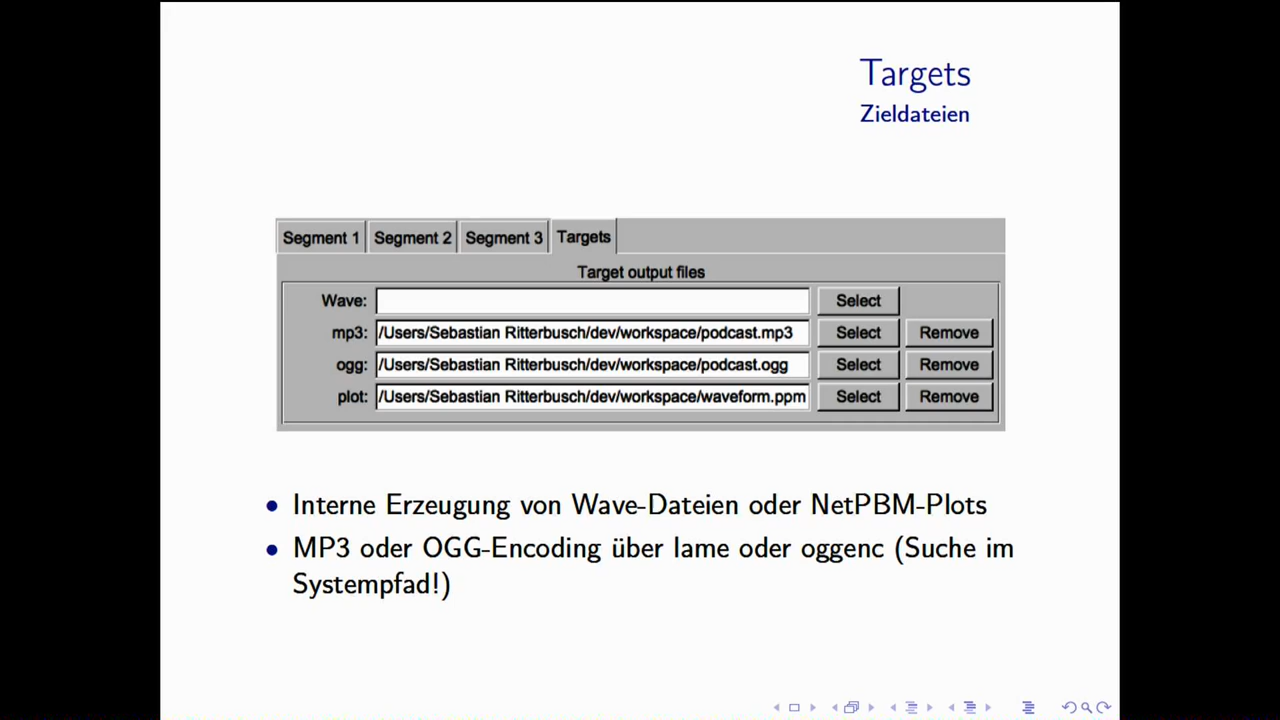 Targets
Zieldateien
Segment 1 Segment 2 Segment 3 Targets
Target output files
Wave: Select
mp3: /Users/Sebastian Ritterbusch/dev/workspace/podcast.mp3 Select Remove
ogg: /Users/Sebastian Ritterbusch/dev/workspace/podcast.ogg Select Remove
plot: /Users/Sebastian Ritterbusch/dev/workspace/waveform.ppm Select Remove
• Interne Erzeugung von Wave-Dateien oder NetPBM-Plots
• MP3 oder OGG-Encoding über lame oder oggenc (Suche im
Systempfad!)